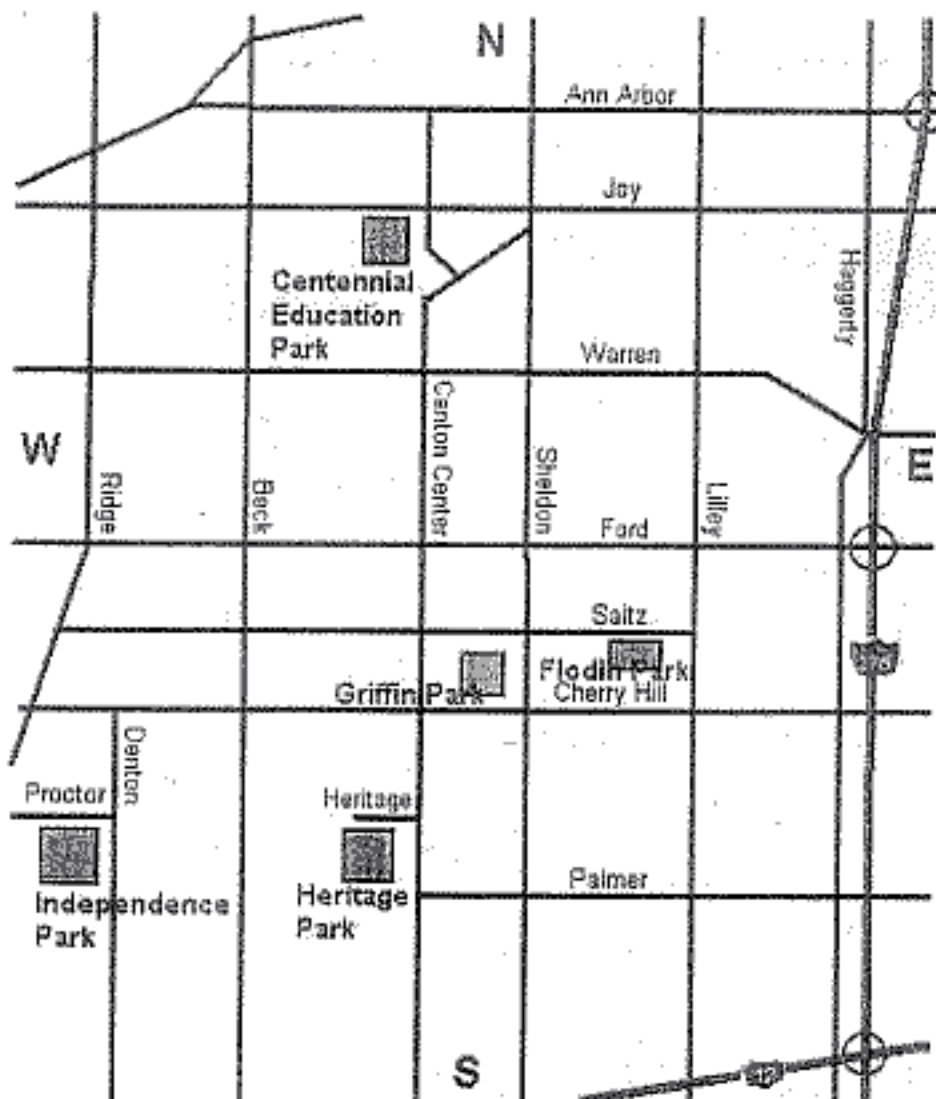 N
Ann Arbor
Joy
Haggerty
Centennial
Education
Park
Warren
W
Canton Center
E
Ridge
Beck
Sheldon
Lilley
Ford
Saltz
Flodin Park
Griffin Park
Cherry Hill
Denton
Proctor
Heritage
Palmer
Independence
Park
Heritage
Park
S